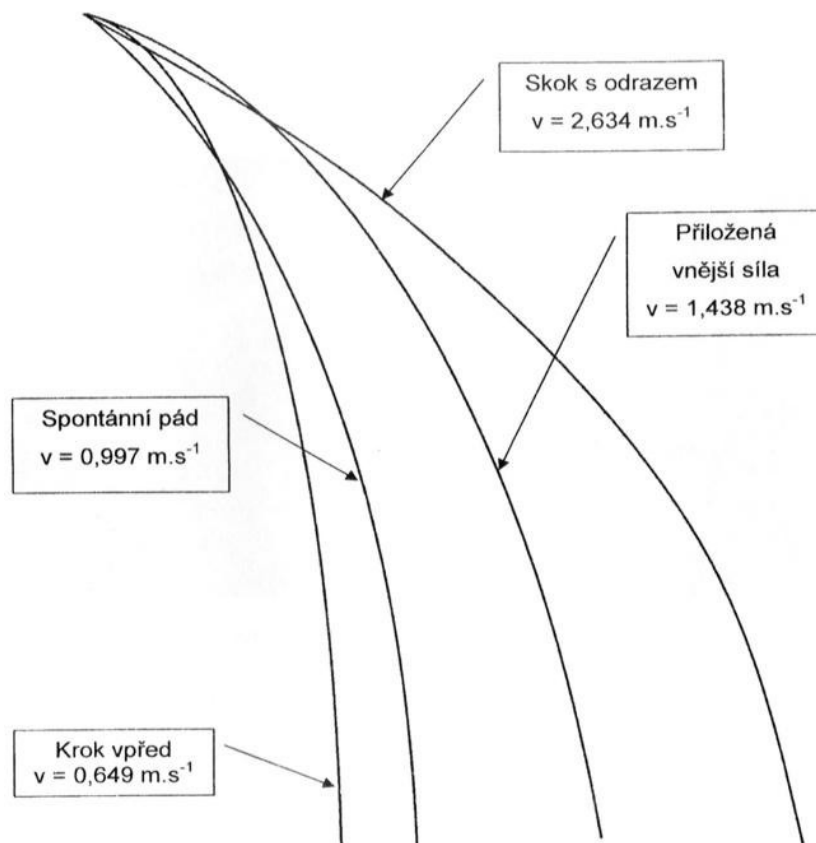 Skok s odrazem
v = 2,634 m.s⁻¹
Přiložená
vnější síla
v = 1,438 m.s⁻¹
Spontánní pád
v = 0,997 m.s⁻¹
Krok vpřed
v = 0,649 m.s⁻¹